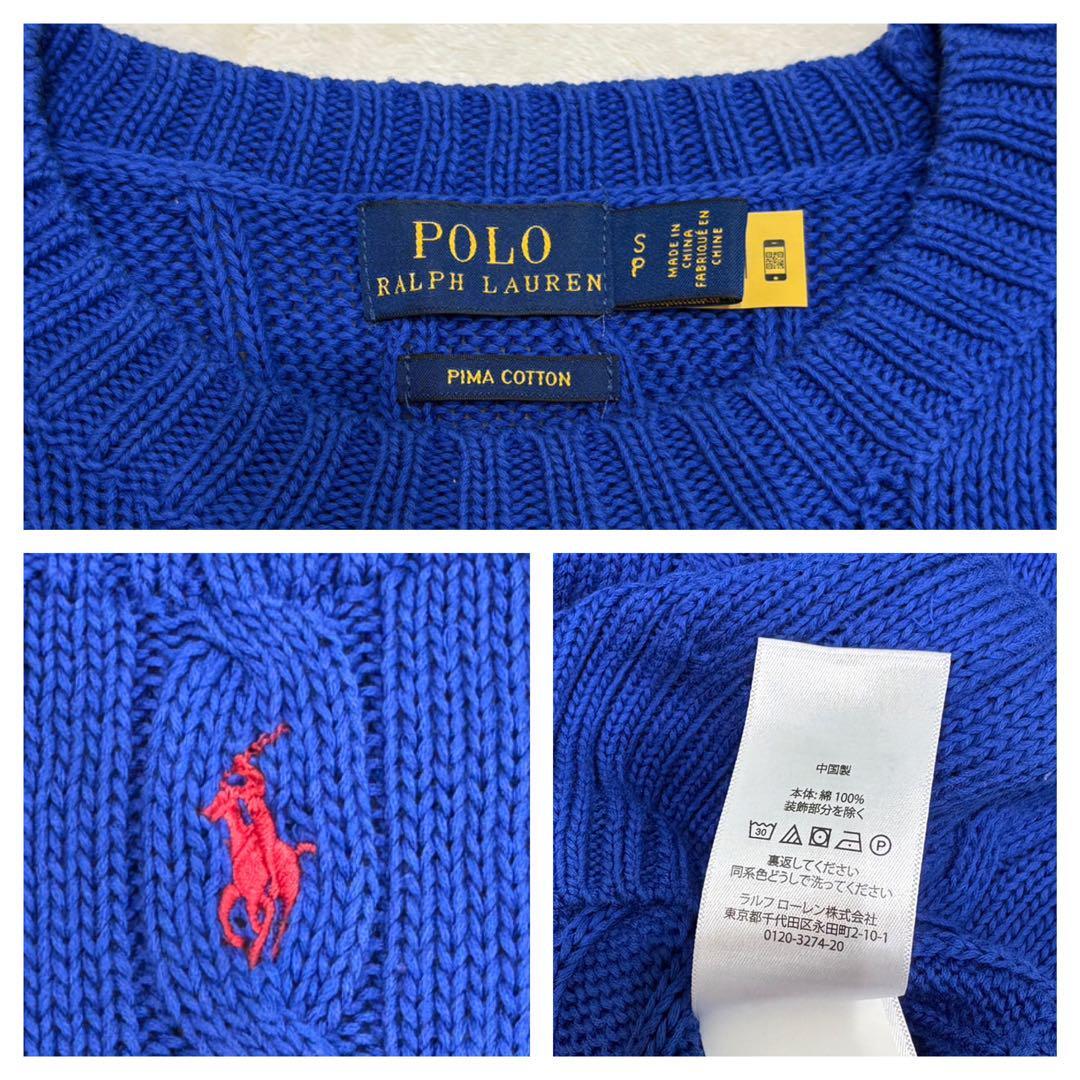 POLO
RALPH LAUREN
S
P
MADE IN
CHINA
FABRIQUÉ EN
CHINE
PIMA COTTON
中国製
本体: 綿 100%
装飾部分を除く
30
P
裏返してください
同系色どうしで洗ってください
ラルフ ローレン株式会社
東京都千代田区永田町2-10-1
0120-3274-20